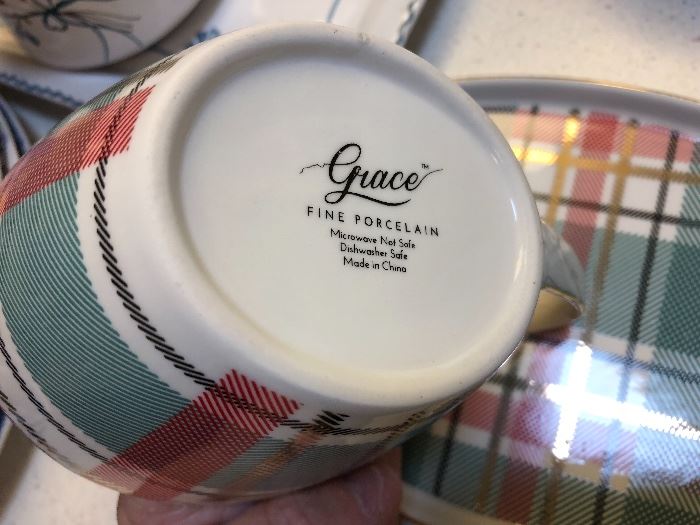 Grace™
FINE PORCELAIN
Microwave Not Safe
Dishwasher Safe
Made in China